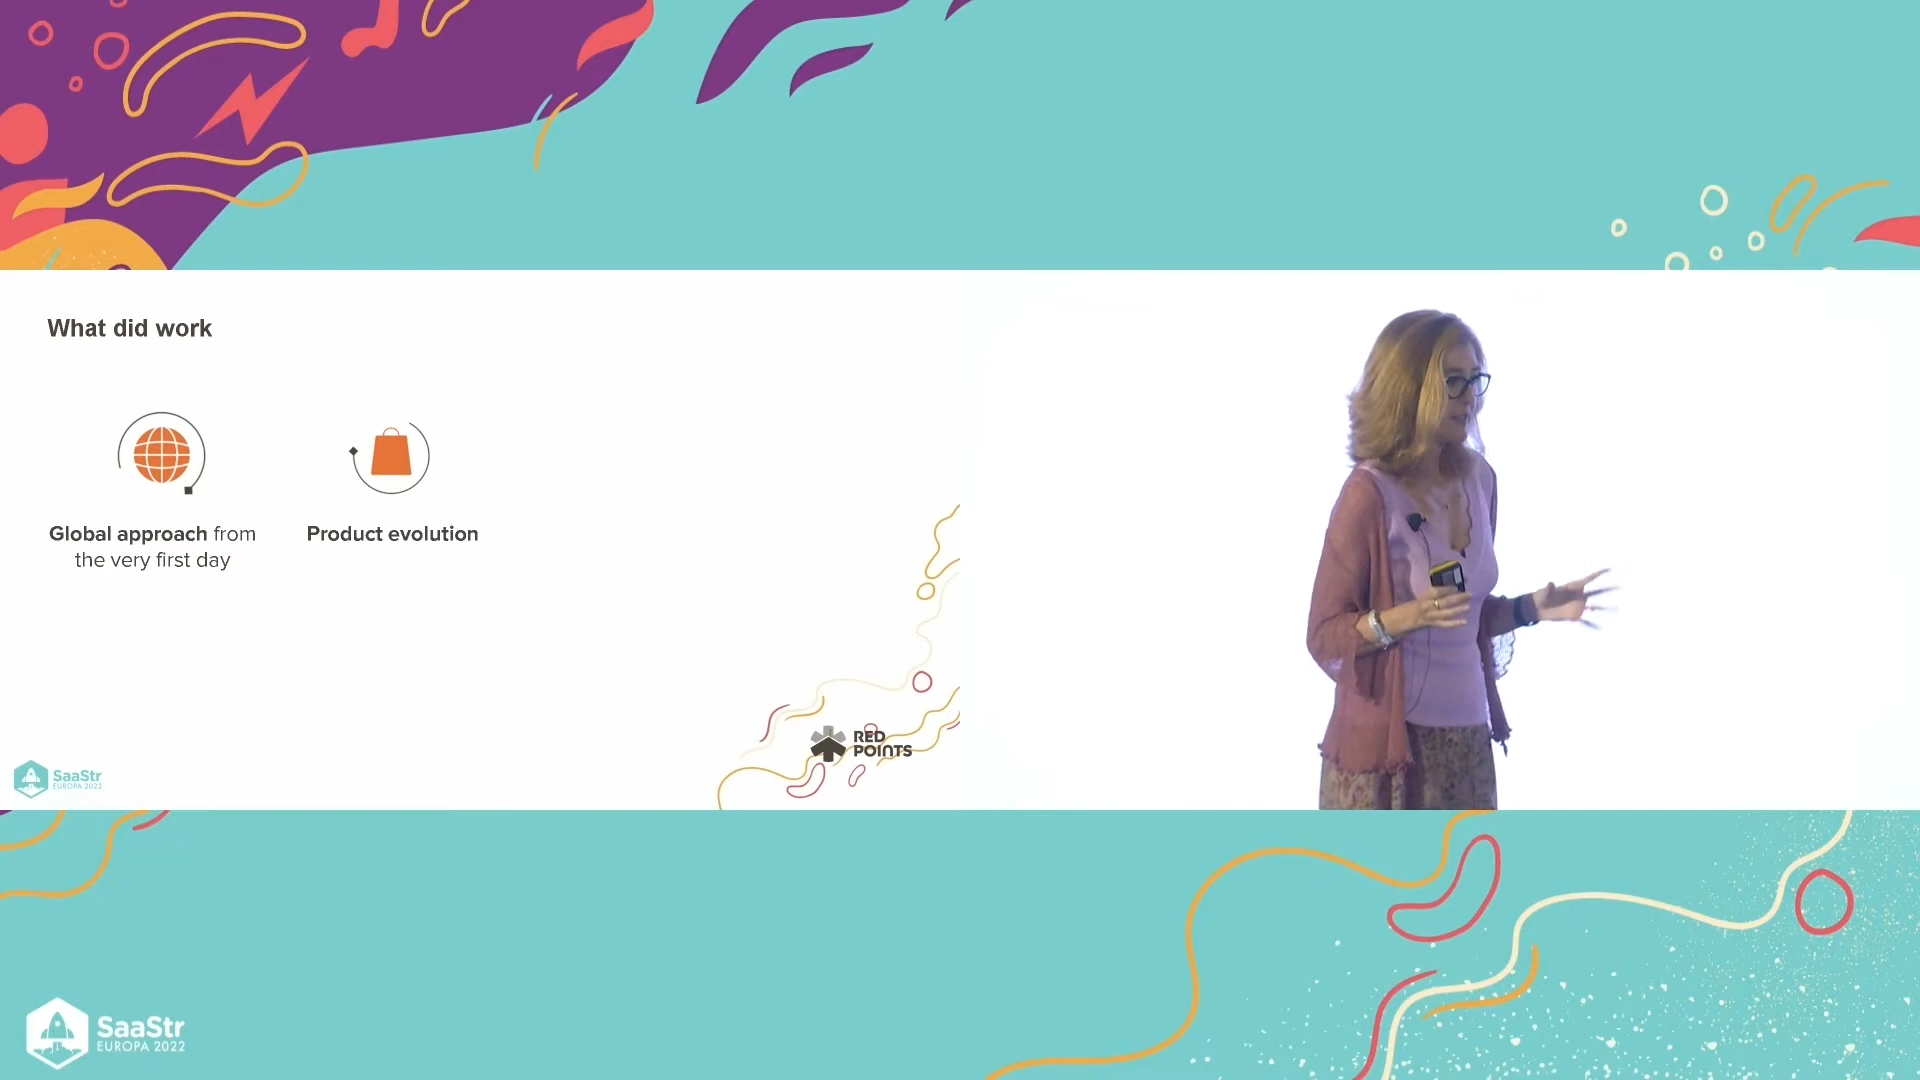 What did work
Global approach from
the very first day
Product evolution
RED
POINTS
SaaStr
EUROPA 2022
SaaStr
EUROPA 2022